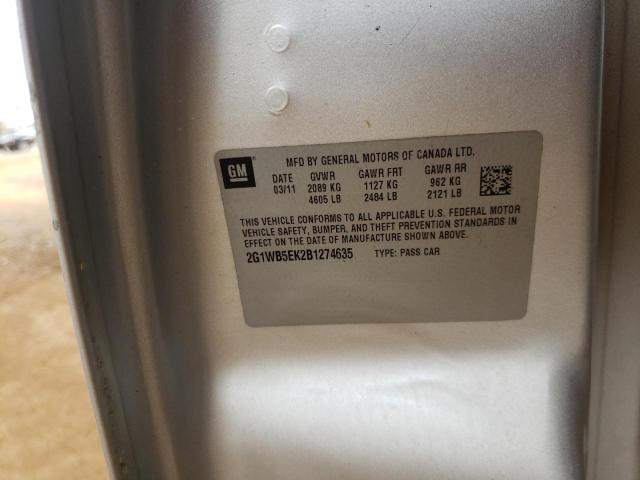 GM
MFD BY GENERAL MOTORS OF CANADA LTD.
DATE GVWR GAWR FRT GAWR RR
03/11 2089 KG 1127 KG 962 KG
4605 LB 2484 LB 2121 LB
THIS VEHICLE CONFORMS TO ALL APPLICABLE U.S. FEDERAL MOTOR
VEHICLE SAFETY, BUMPER, AND THEFT PREVENTION STANDARDS IN
EFFECT ON THE DATE OF MANUFACTURE SHOWN ABOVE.
2G1WB5EK2B1274635 TYPE: PASS CAR